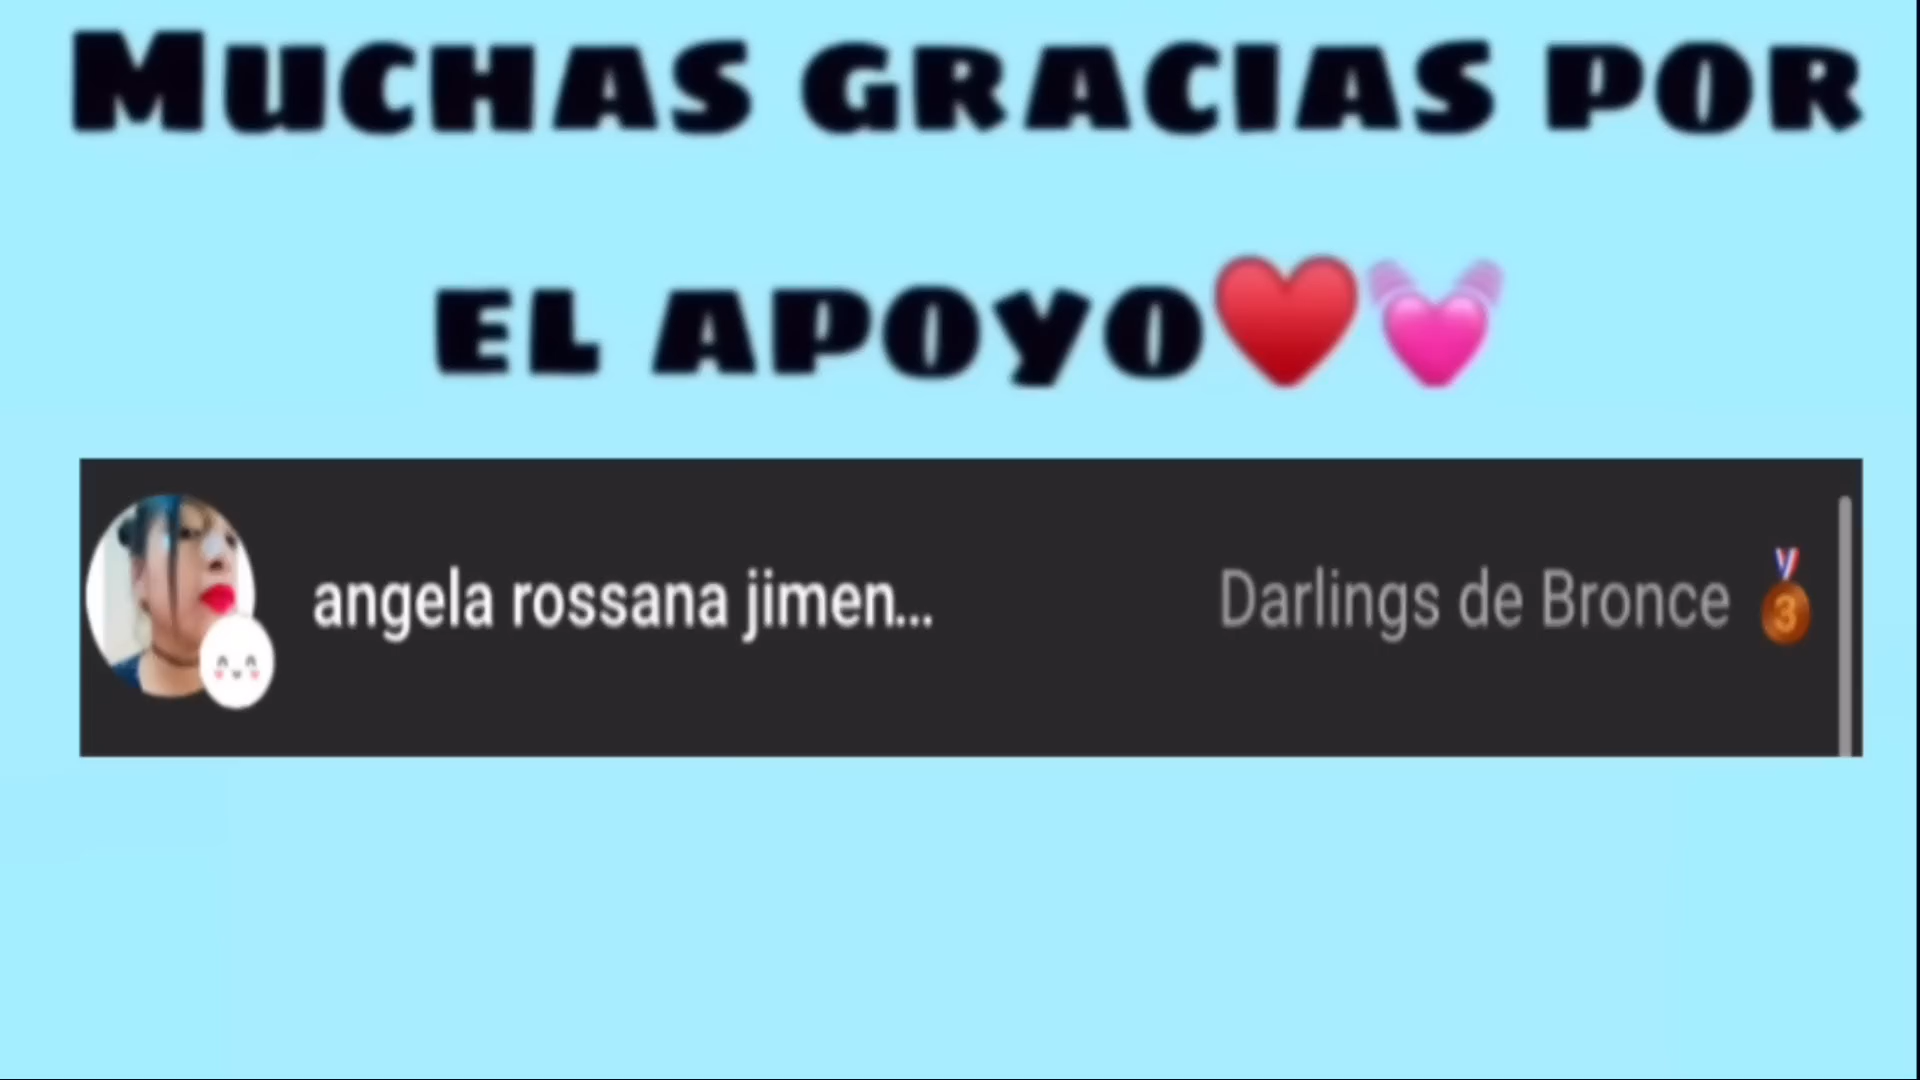 Muchas gracias por
el apoyo♥️💓
angela rossana jimen...
Darlings de Bronce 🥉